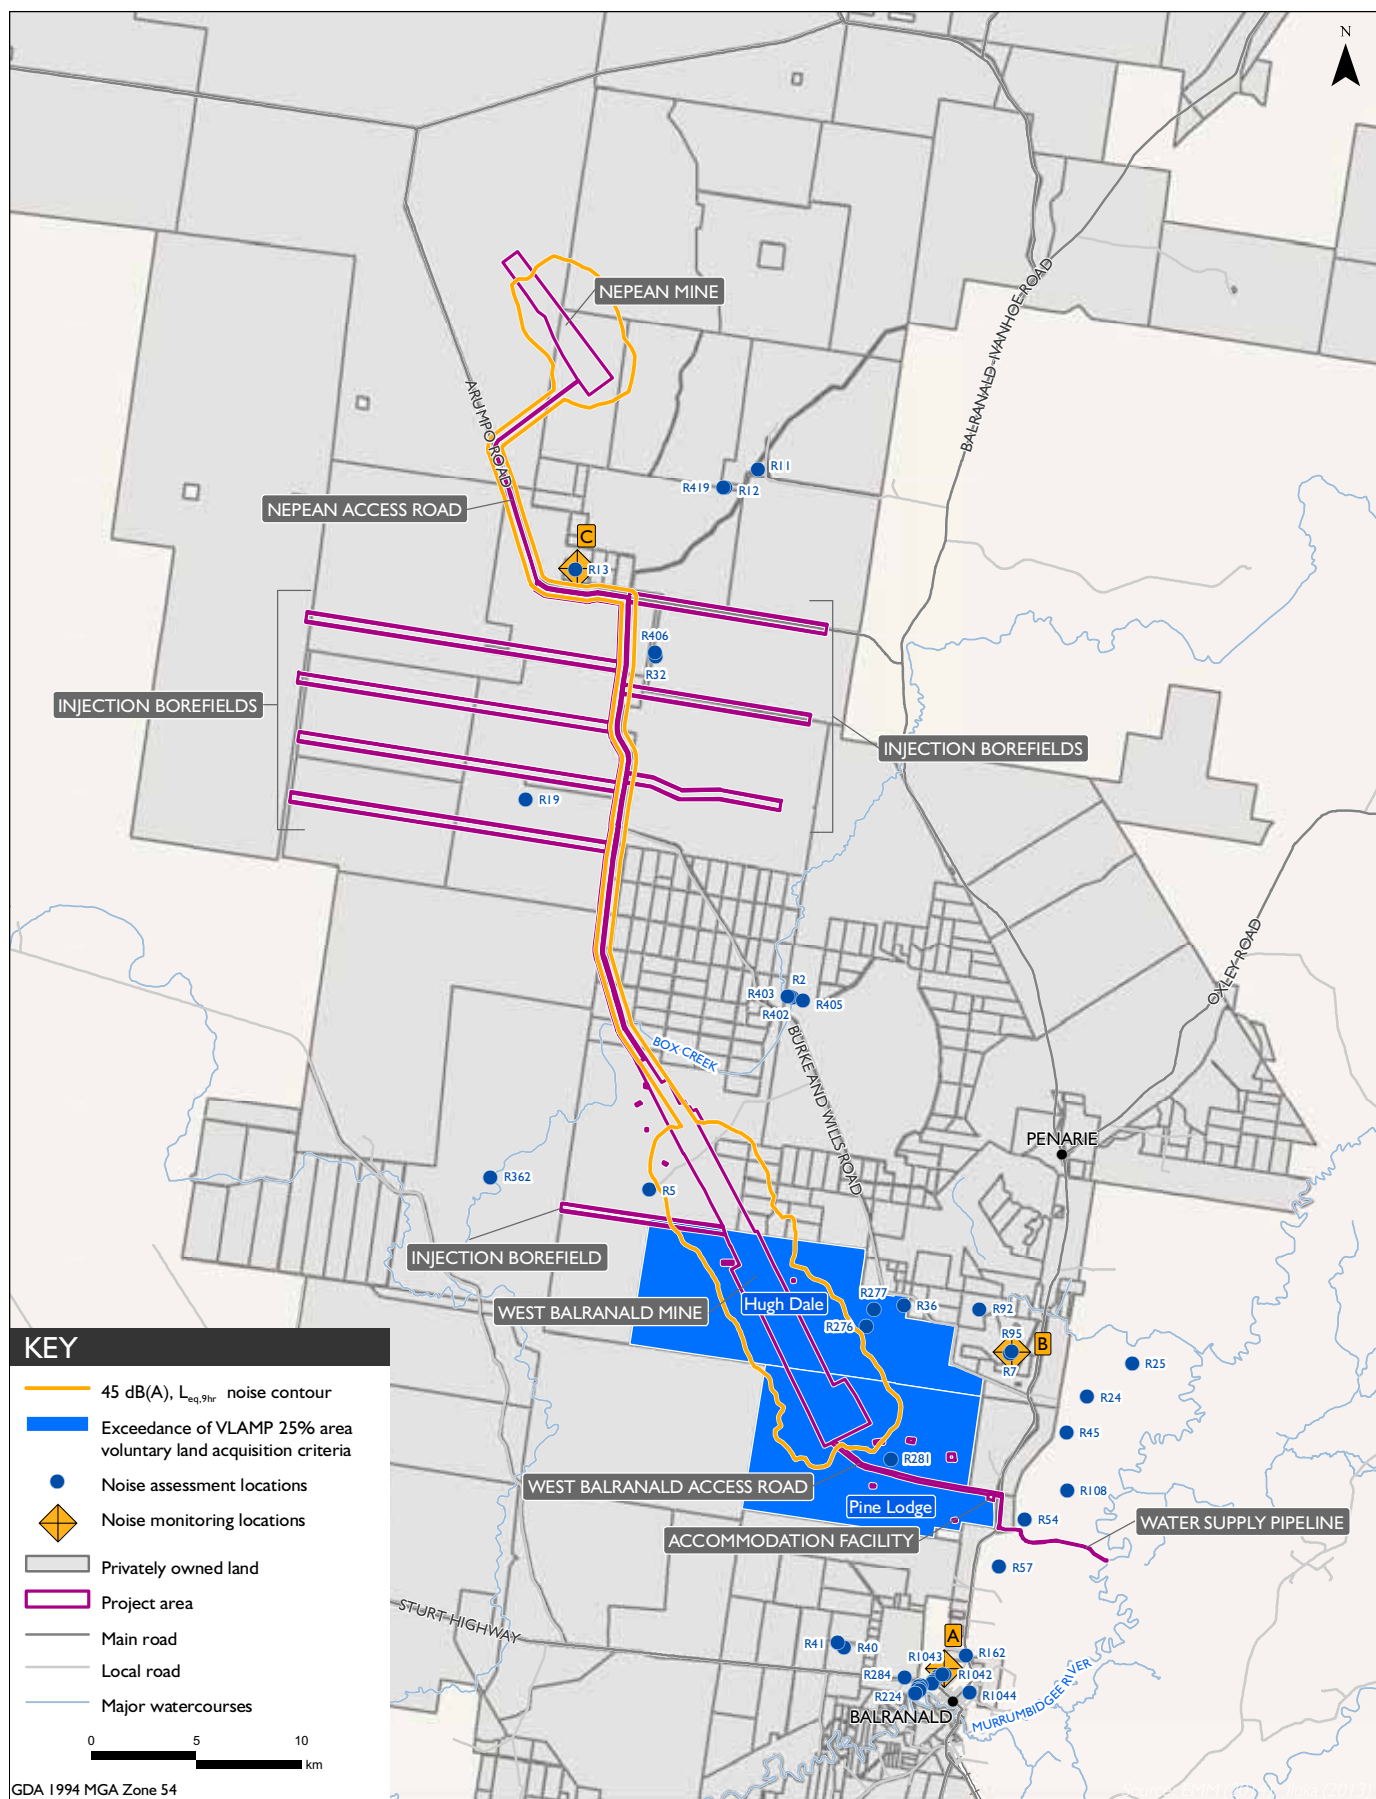 N
NEPEAN MINE
BALRANALD-IVANHOE ROAD
ARUMPO ROAD
R11
R419
R12
NEPEAN ACCESS ROAD
C
R13
R406
R32
INJECTION BOREFIELDS
INJECTION BOREFIELDS
R19
OXLEY ROAD
R2
R403
R405
R402
BOX CREEK
BURKE AND WILLS ROAD
PENARIE
R362
R5
INJECTION BOREFIELD
WEST BALRANALD MINE
Hugh Dale
R277
R36
R92
R276
R95
B
R7
R25
R24
R45
R281
WEST BALRANALD ACCESS ROAD
R108
Pine Lodge
R54
WATER SUPPLY PIPELINE
ACCOMMODATION FACILITY
R57
STURT HIGHWAY
A
R41
R40
R162
R1043
R284
R1042
R224
R1044
BALRANALD
MURRUMBIDGEE RIVER
KEY
45 dB(A), Leq,9hr noise contour
Exceedance of VLAMP 25% area
voluntary land acquisition criteria
Noise assessment locations
Noise monitoring locations
Privately owned land
Project area
Main road
Local road
Major watercourses
0 5 10
km
GDA 1994 MGA Zone 54